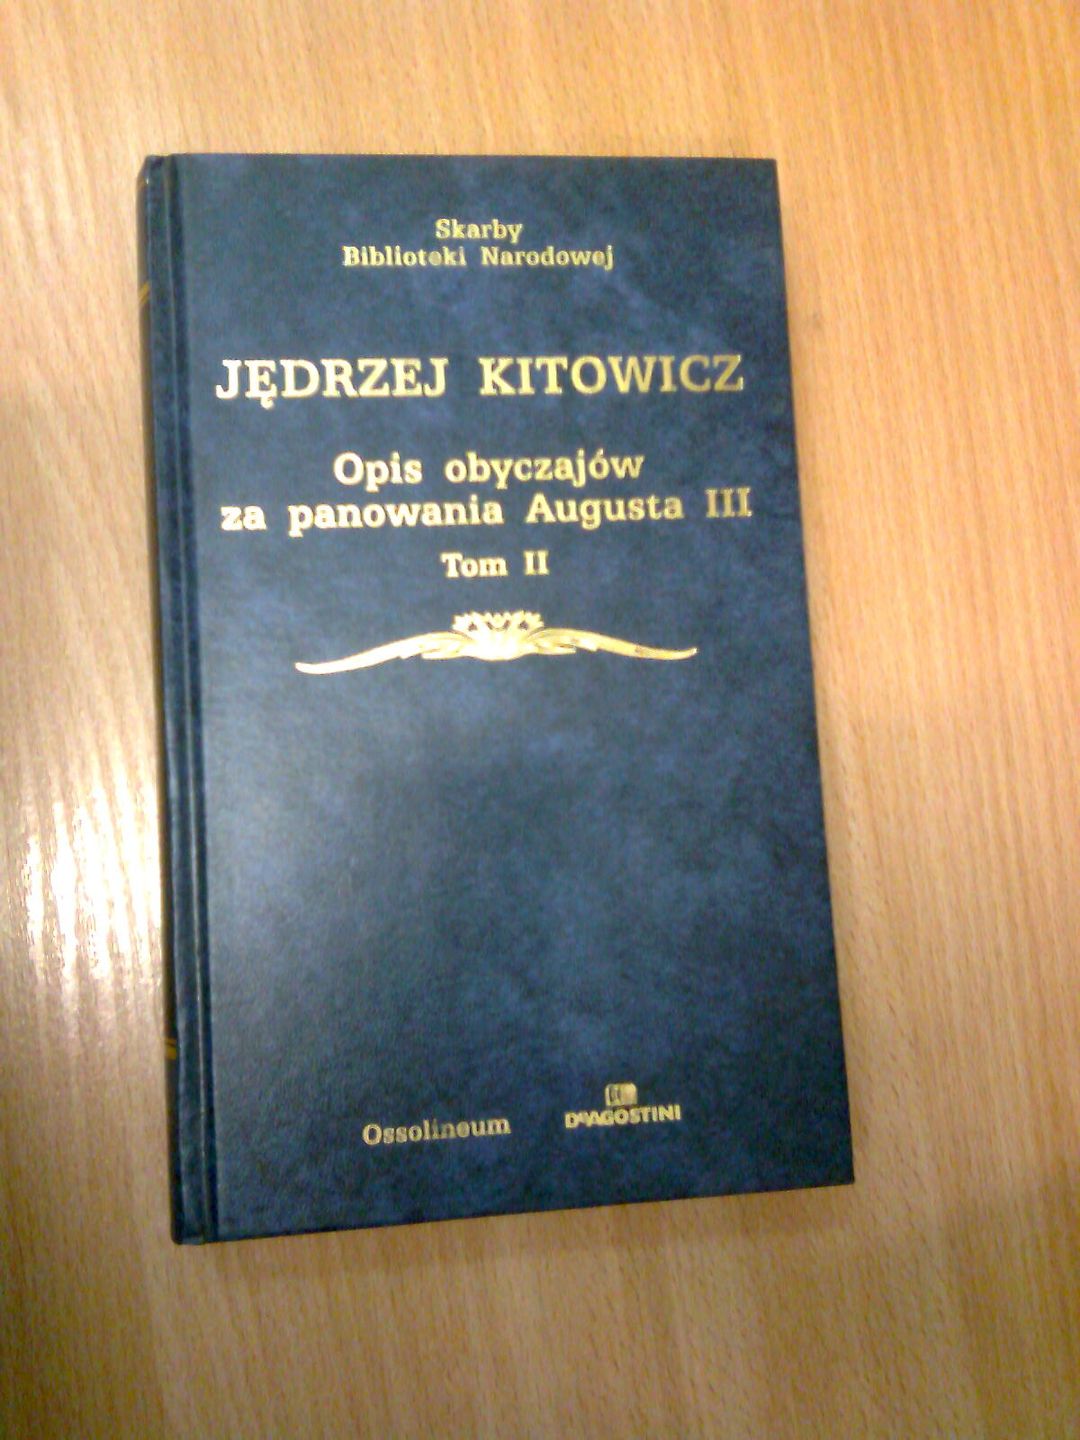 Skarby
Biblioteki Narodowej
JĘDRZEJ KITOWICZ
Opis obyczajów
za panowania Augusta III
Tom II
Ossolineum
DeAGOSTINI